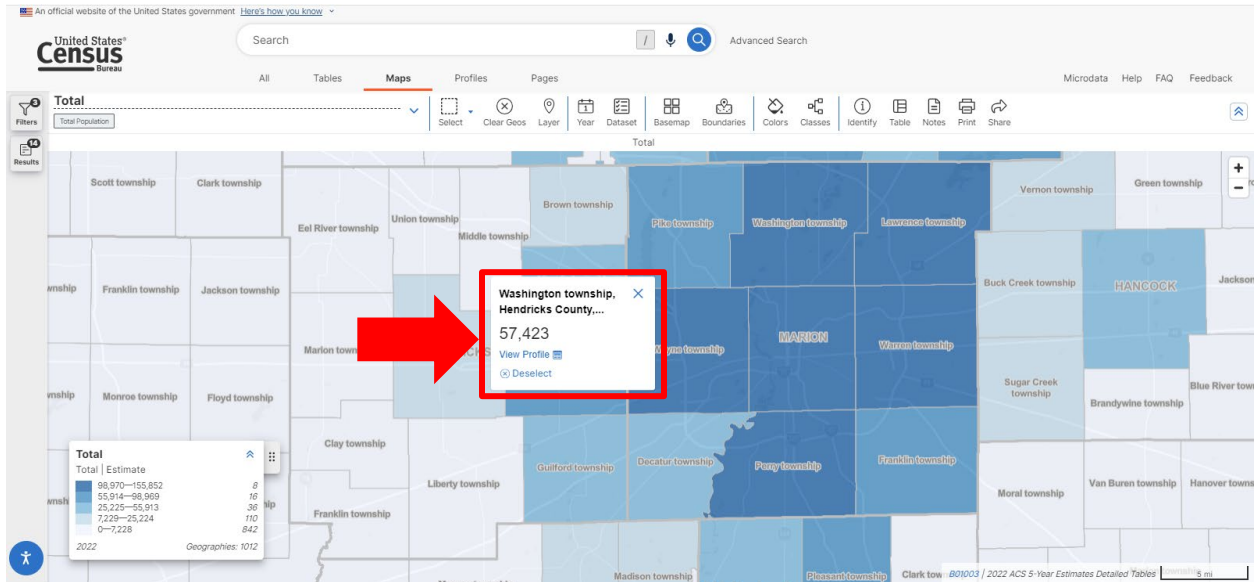 An official website of the United States government Here's how you know
United States®
Census
Bureau
Search
/
Advanced Search
All Tables Maps Profiles Pages
Microdata Help FAQ Feedback
3
Filters
Total
Total Population
Select Clear Geos Layer Year Dataset Basemap Boundaries Colors Classes Identify Table Notes Print Share
14
Results
Total
+
−
Scott township
Clark township
Eel River township
Union township
Middle township
Brown township
Pike township
Washington township
Lawrence township
Vernon township
Green township
wnship
Franklin township
Jackson township
Buck Creek township
HANCOCK
Jackson
Washington township,
Hendricks County,...
57,423
View Profile
Deselect
Marion town
MARION
Warren township
vnship
Monroe township
Floyd township
Sugar Creek
township
Brandywine township
Blue River town
Clay township
Liberty township
Guilford township
Decatur township
Perry township
Franklin township
Moral township
Van Buren township
Hanover towns
Franklin township
Total
Total | Estimate
98,970—155,852 8
55,914—98,969 16
25,225—55,913 36
7,229—25,224 110
0—7,228 842
2022 Geographies: 1012
Madison township
Pleasant township
Clark tow
B01003 | 2022 ACS 5-Year Estimates Detailed Tables
5 mi